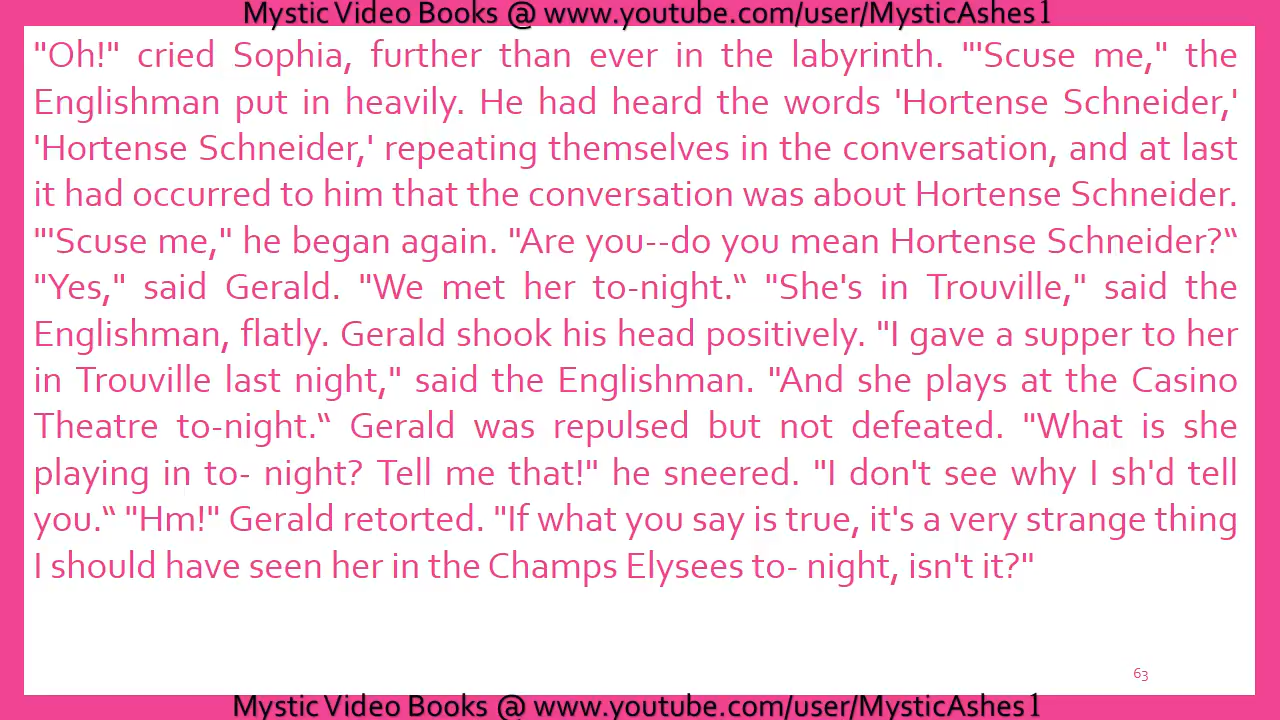 Mystic Video Books @ www.youtube.com/user/MysticAshes1
"Oh!" cried Sophia, further than ever in the labyrinth. "'Scuse me," the
Englishman put in heavily. He had heard the words 'Hortense Schneider,'
'Hortense Schneider,' repeating themselves in the conversation, and at last
it had occurred to him that the conversation was about Hortense Schneider.
"'Scuse me," he began again. "Are you--do you mean Hortense Schneider?“
"Yes," said Gerald. "We met her to-night.“ "She's in Trouville," said the
Englishman, flatly. Gerald shook his head positively. "I gave a supper to her
in Trouville last night," said the Englishman. "And she plays at the Casino
Theatre to-night.“ Gerald was repulsed but not defeated. "What is she
playing in to- night? Tell me that!" he sneered. "I don't see why I sh'd tell
you.“ "Hm!" Gerald retorted. "If what you say is true, it's a very strange thing
I should have seen her in the Champs Elysees to- night, isn't it?"
63
Mystic Video Books @ www.youtube.com/user/MysticAshes1